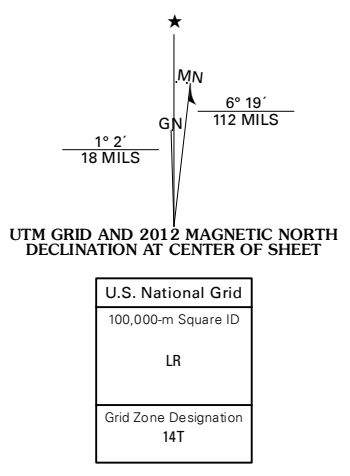 ★
MN
GN
6° 19´
112 MILS
1° 2´
18 MILS
UTM GRID AND 2012 MAGNETIC NORTH
DECLINATION AT CENTER OF SHEET
U.S. National Grid
100,000-m Square ID
LR
Grid Zone Designation
14T